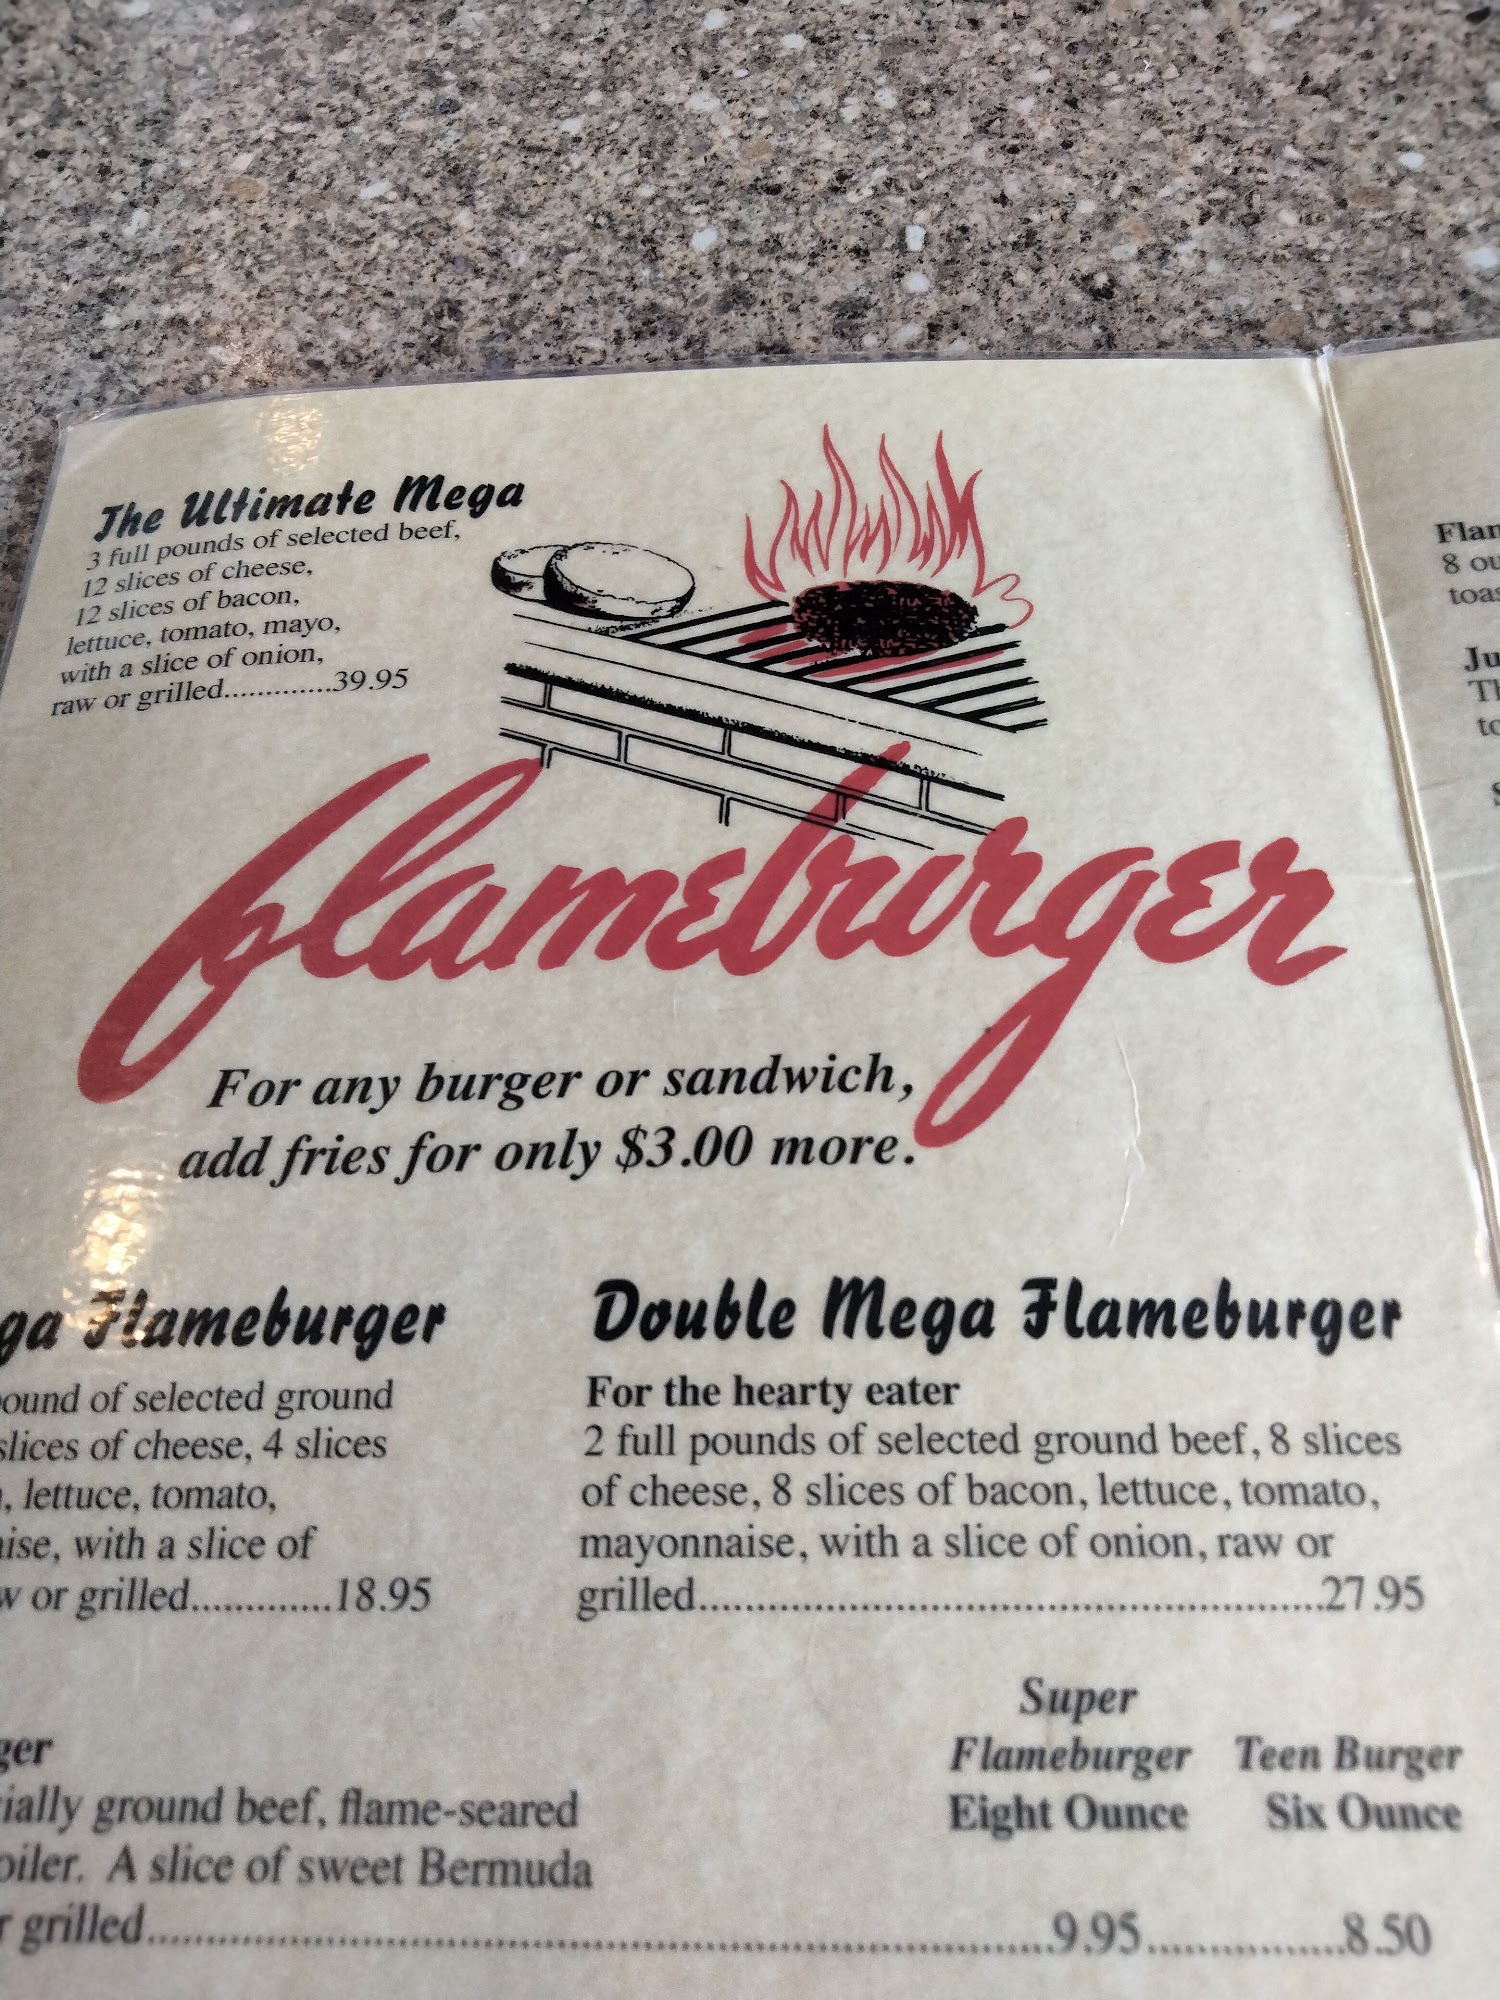 The Ultimate Mega
3 full pounds of selected beef,
12 slices of cheese,
12 slices of bacon,
lettuce, tomato, mayo,
with a slice of onion,
raw or grilled.............39.95
flameburger
For any burger or sandwich,
add fries for only $3.00 more.
Flameburger
of selected ground
slices of cheese, 4 slices
lettuce, tomato,
with a slice of
or grilled.............18.95
Double Mega Flameburger
For the hearty eater
2 full pounds of selected ground beef, 8 slices
of cheese, 8 slices of bacon, lettuce, tomato,
mayonnaise, with a slice of onion, raw or
grilled.......................................................27.95
Super
Flameburger Teen Burger
Eight Ounce Six Ounce
ground beef, flame-seared
A slice of sweet Bermuda
grilled...............................................................................9.95.................8.50
8